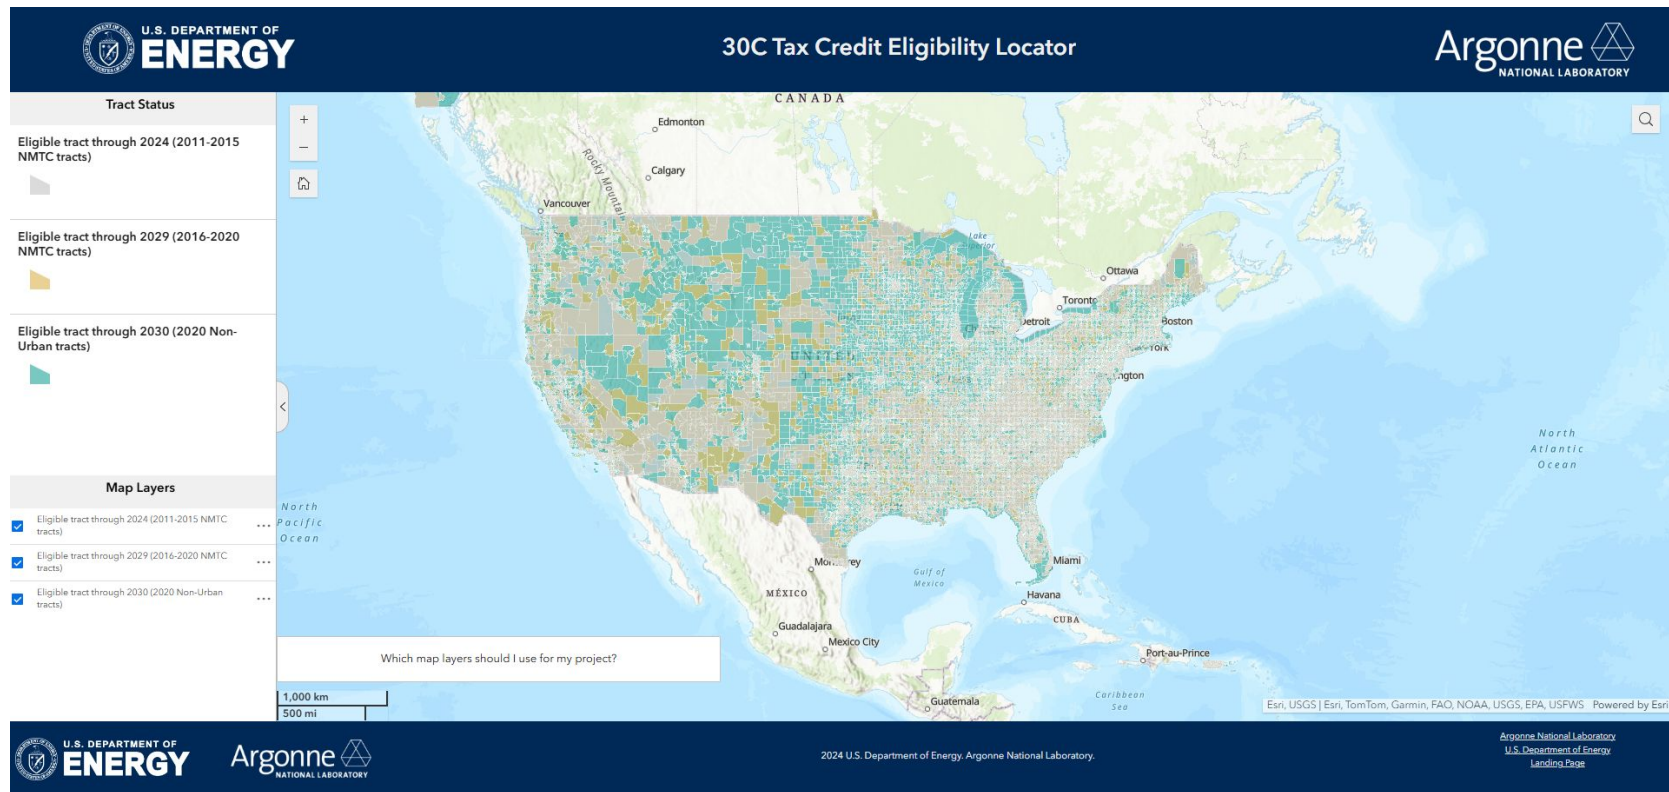 U.S. DEPARTMENT OF
ENERGY
30C Tax Credit Eligibility Locator
Argonne
NATIONAL LABORATORY
Tract Status
Eligible tract through 2024 (2011-2015
NMTC tracts)
Eligible tract through 2029 (2016-2020
NMTC tracts)
Eligible tract through 2030 (2020 Non-
Urban tracts)
Map Layers
Eligible tract through 2024 (2011-2015 NMTC
tracts)
Eligible tract through 2029 (2016-2020 NMTC
tracts)
Eligible tract through 2030 (2020 Non-Urban
tracts)
CANADA
Edmonton
Calgary
Rocky Mountain
Vancouver
Lake
Ottawa
Toronto
Detroit
Boston
UNITED
North
Atlantic
Ocean
North
Pacific
Ocean
Miami
Gulf of
Mexico
Havana
CUBA
MÉXICO
Guadalajara
Mexico City
Port-au-Prince
Guatemala
Caribbean
Sea
Which map layers should I use for my project?
1,000 km
500 mi
Esri, USGS | Esri, TomTom, Garmin, FAO, NOAA, USGS, EPA, USFWS Powered by Esri
U.S. DEPARTMENT OF
ENERGY
Argonne
NATIONAL LABORATORY
2024 U.S. Department of Energy. Argonne National Laboratory.
Argonne National Laboratory
U.S. Department of Energy
Landing Page